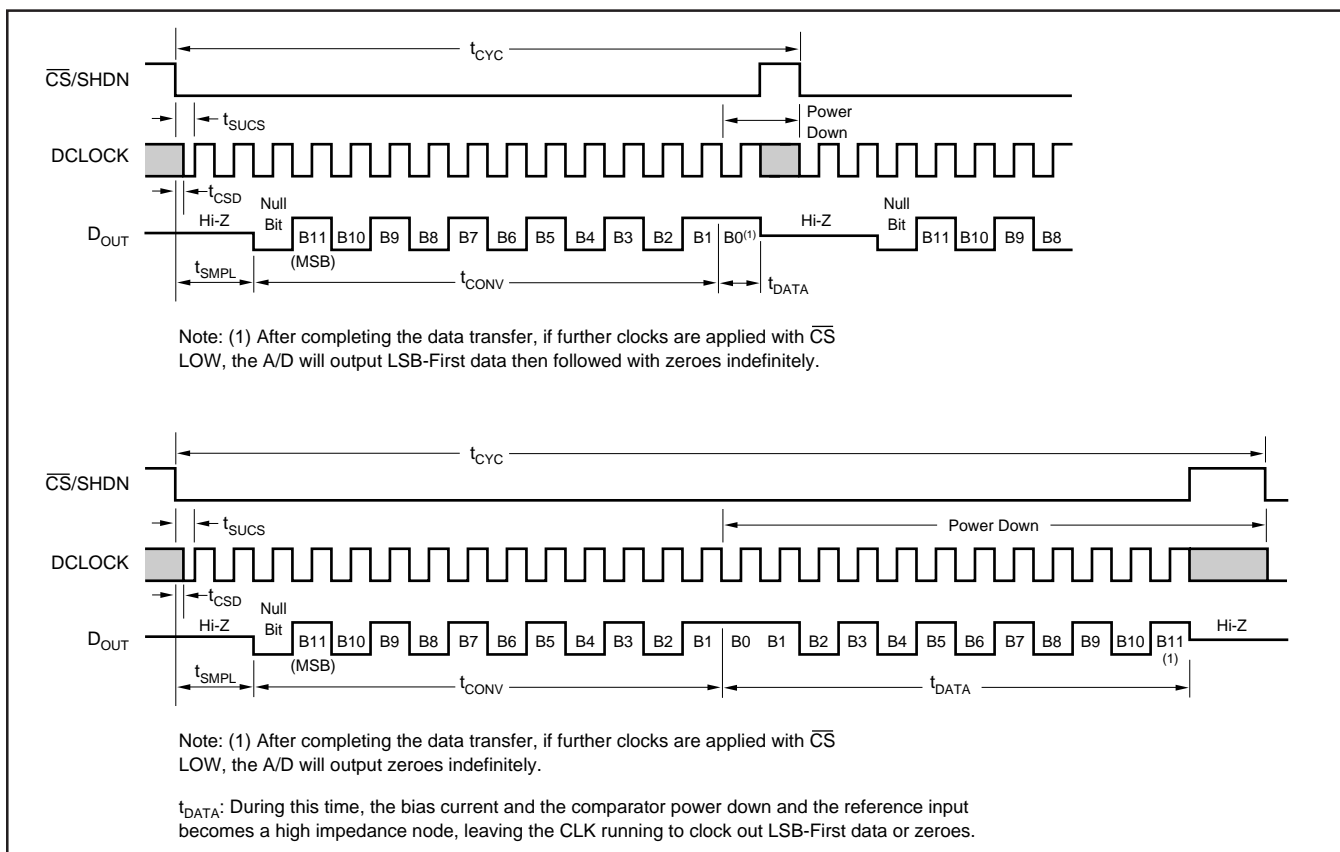 tCYC
CS/SHDN
Power
Down
tSUCS
DCLOCK
tCSD
Hi-Z
Null
Bit
Hi-Z
Null
Bit
DOUT
B11 B10 B9 B8 B7 B6 B5 B4 B3 B2 B1 B0(1)
B11 B10 B9 B8
(MSB)
tSMPL
tCONV
tDATA
Note: (1) After completing the data transfer, if further clocks are applied with CS
LOW, the A/D will output LSB-First data then followed with zeroes indefinitely.
tCYC
CS/SHDN
tSUCS
Power Down
DCLOCK
tCSD
Hi-Z
Null
Bit
Hi-Z
DOUT
B11 B10 B9 B8 B7 B6 B5 B4 B3 B2 B1 B0 B1 B2 B3 B4 B5 B6 B7 B8 B9 B10 B11
(MSB)
(1)
tSMPL
tCONV
tDATA
Note: (1) After completing the data transfer, if further clocks are applied with CS
LOW, the A/D will output zeroes indefinitely.
tDATA: During this time, the bias current and the comparator power down and the reference input
becomes a high impedance node, leaving the CLK running to clock out LSB-First data or zeroes.